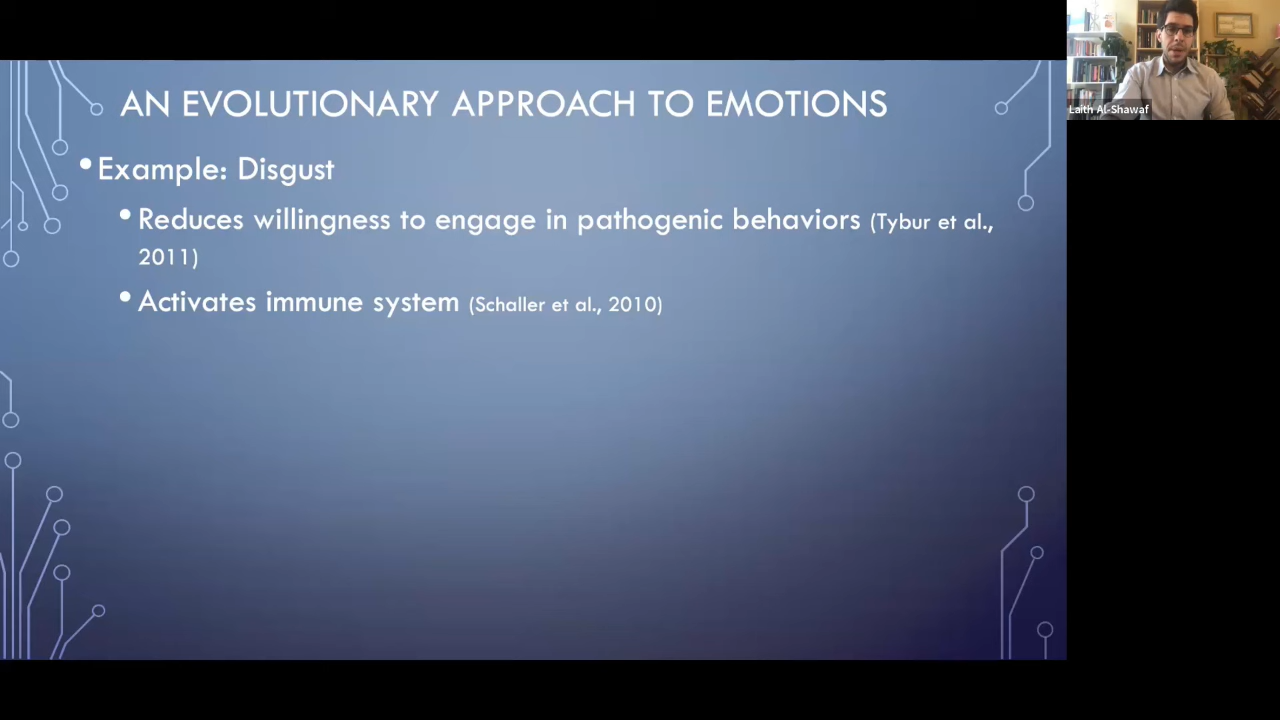 AN EVOLUTIONARY APPROACH TO EMOTIONS
• Example: Disgust
• Reduces willingness to engage in pathogenic behaviors (Tybur et al.,
2011)
• Activates immune system (Schaller et al., 2010)
Laith Al-Shawaf